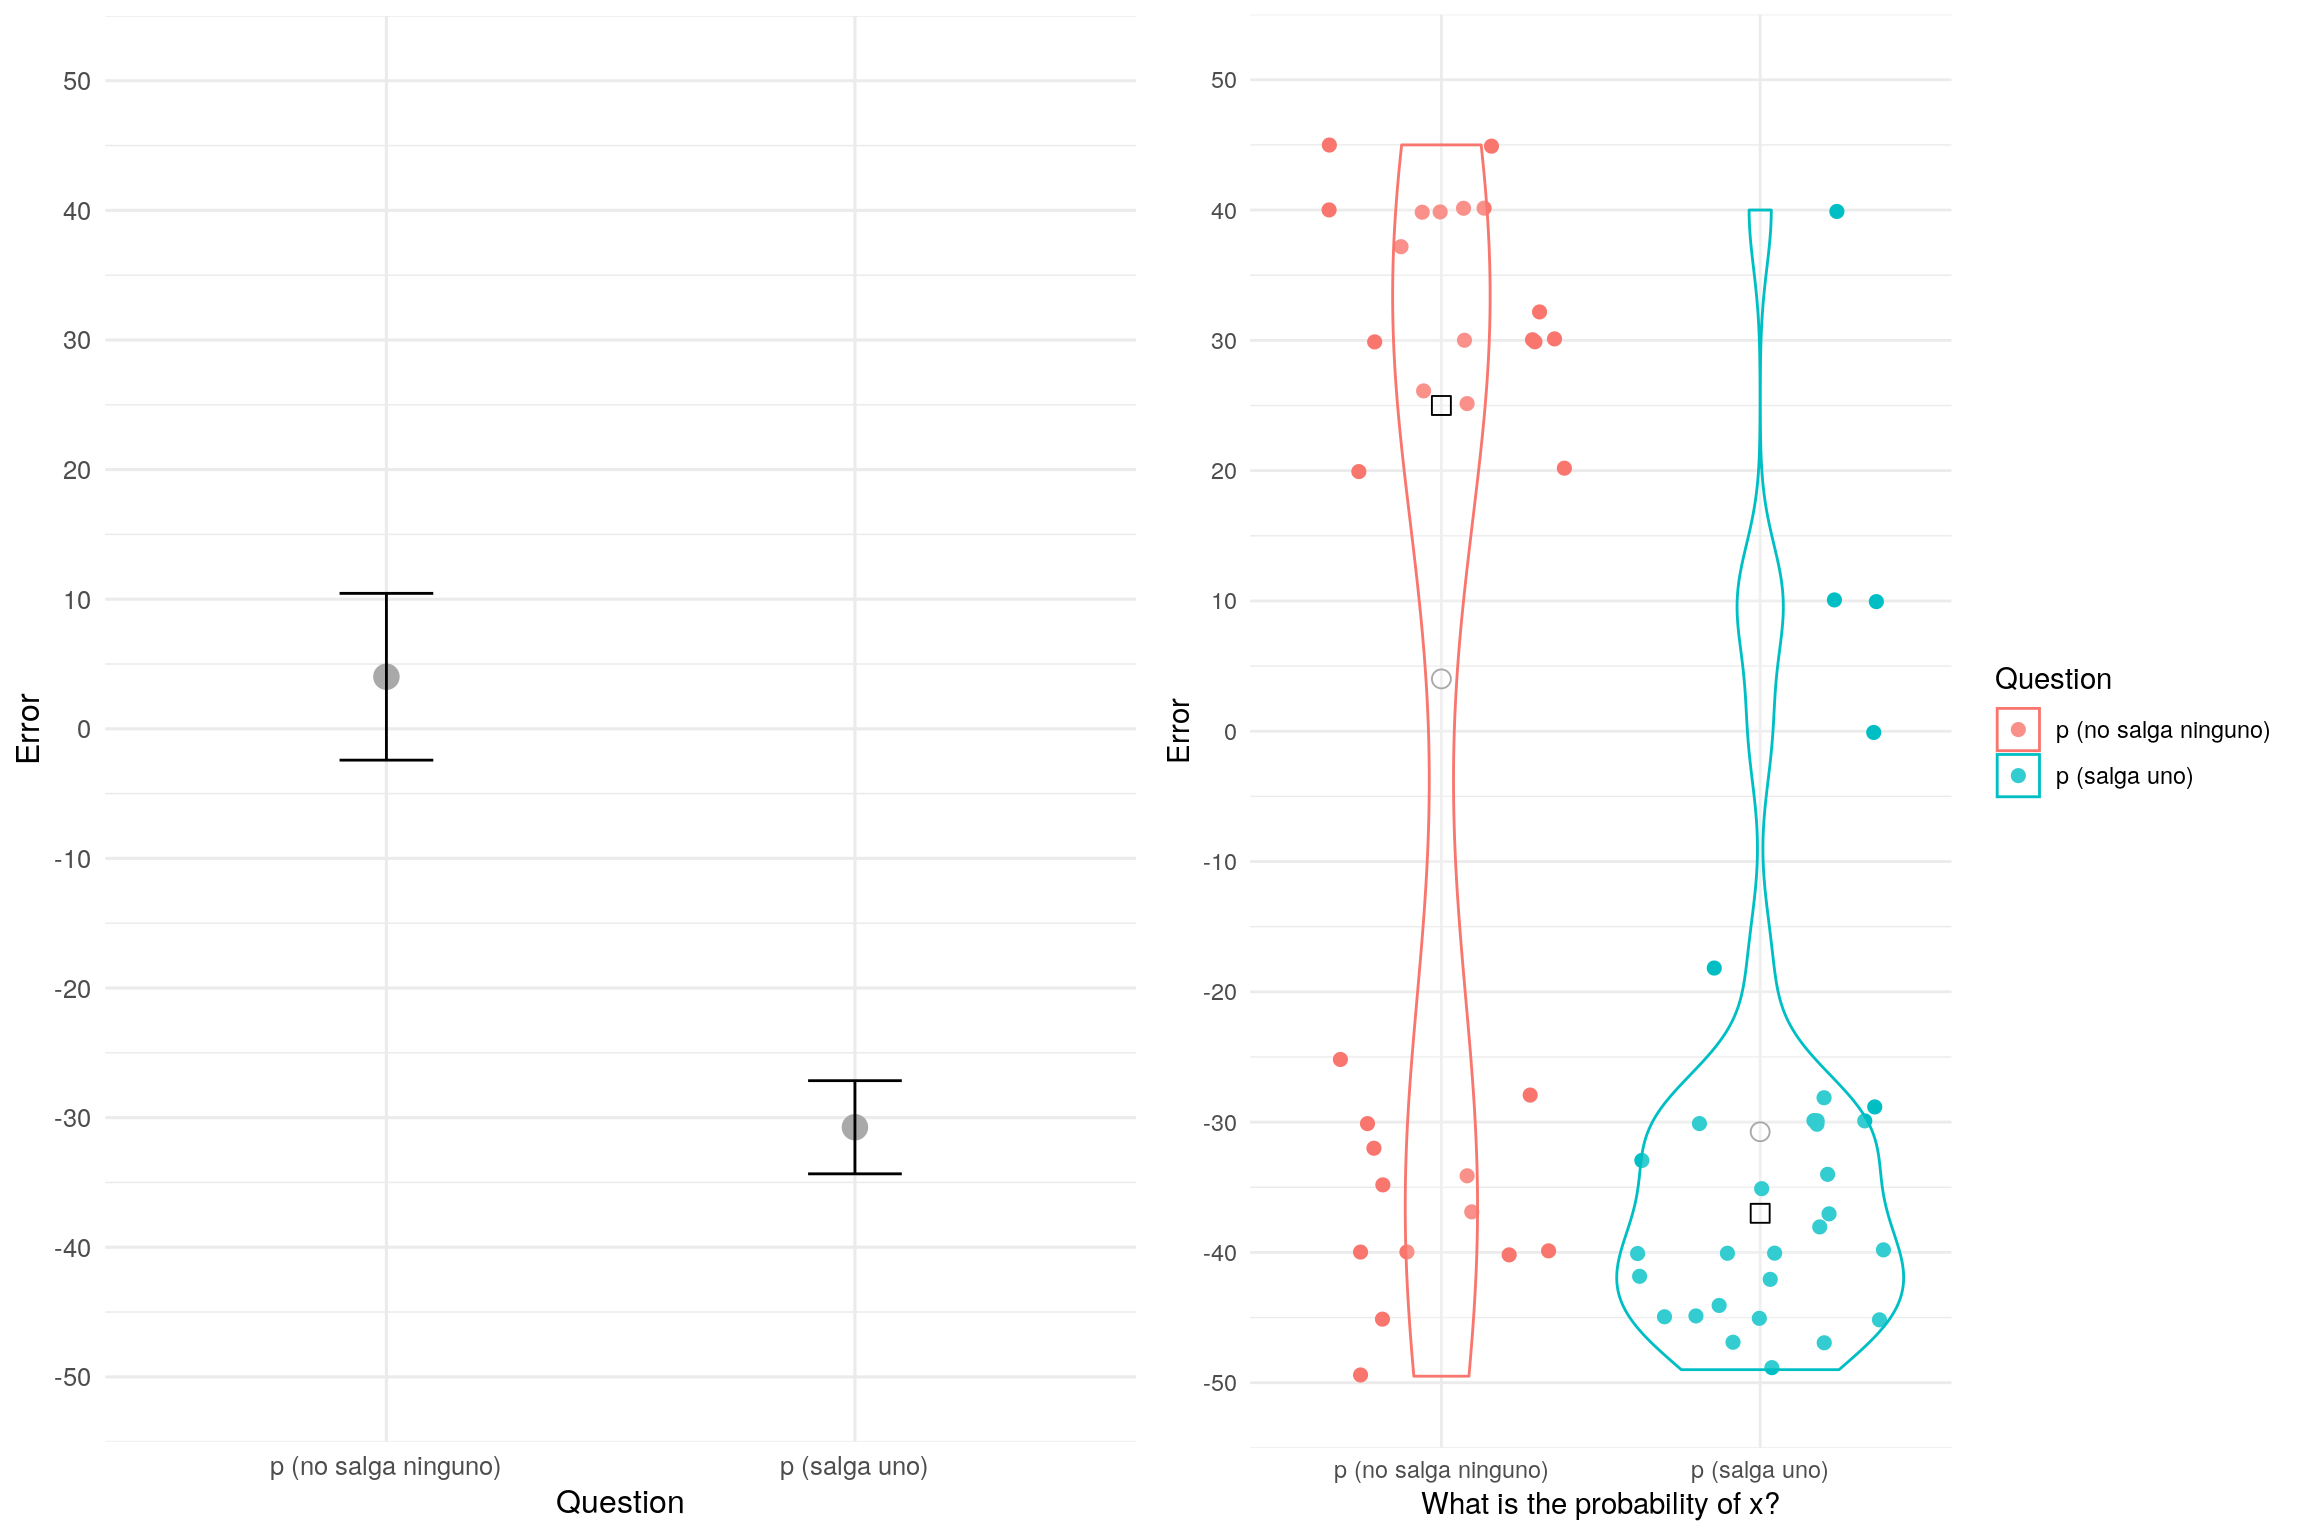 50
40
30
20
10
0
-10
-20
-30
-40
-50
Error
p (no salga ninguno)
p (salga uno)
Question
50
40
30
20
10
0
-10
-20
-30
-40
-50
Error
p (no salga ninguno)
p (salga uno)
What is the probability of x?
Question
p (no salga ninguno)
p (salga uno)